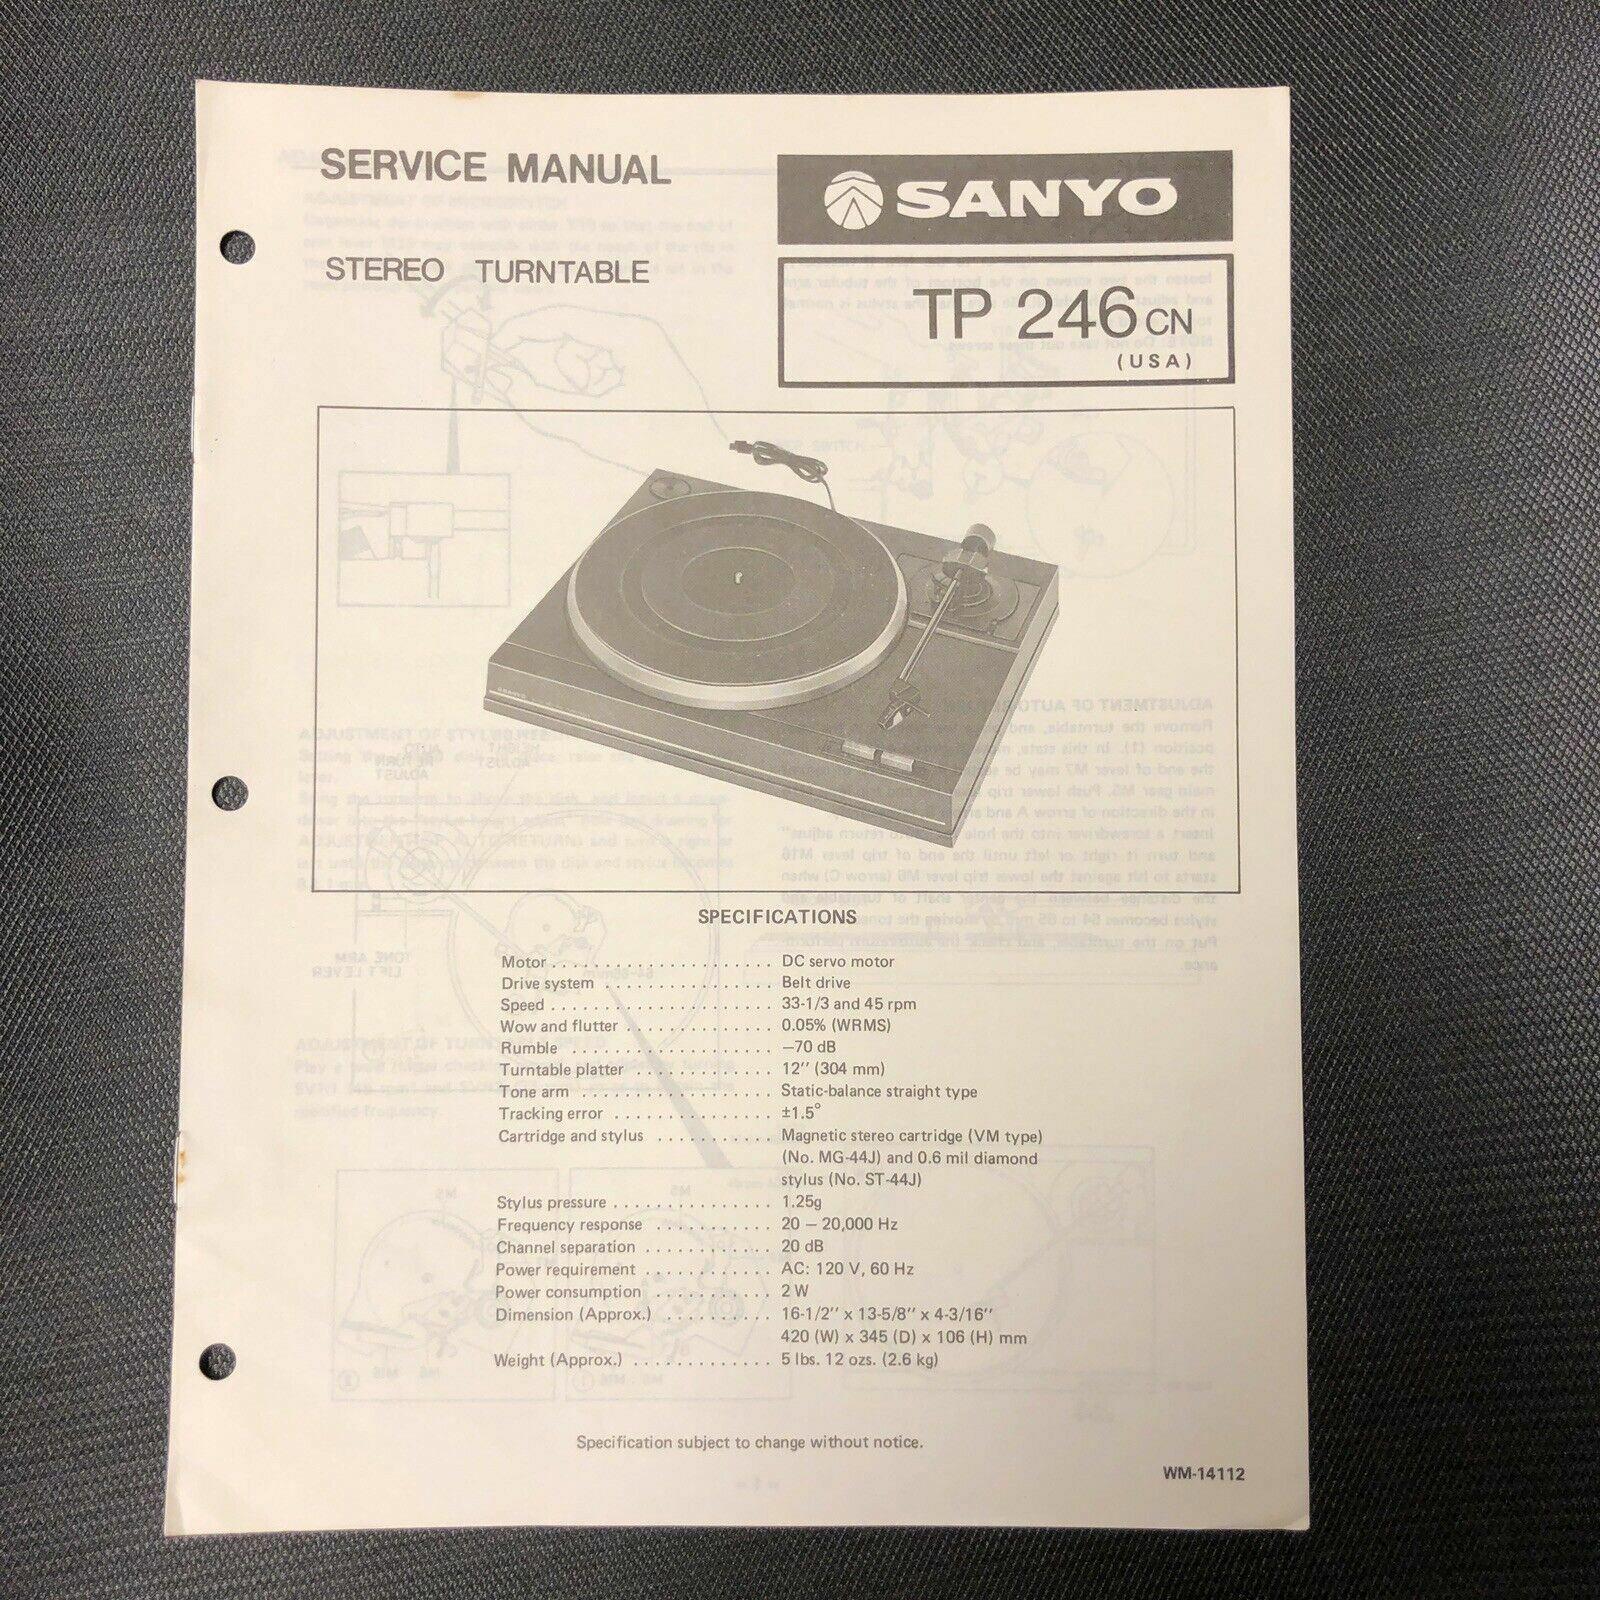 SERVICE MANUAL
SANYO
STEREO TURNTABLE
TP 246 CN
(USA)
SANYO
SPECIFICATIONS
Motor . . . . . . . . . . . . . . . . . . . . . DC servo motor
Drive system . . . . . . . . . . . . . . . . Belt drive
Speed . . . . . . . . . . . . . . . . . . . . . 33-1/3 and 45 rpm
Wow and flutter . . . . . . . . . . . . . . 0.05% (WRMS)
Rumble . . . . . . . . . . . . . . . . . . . −70 dB
Turntable platter . . . . . . . . . . . . . 12'' (304 mm)
Tone arm . . . . . . . . . . . . . . . . . . . Static-balance straight type
Tracking error . . . . . . . . . . . . . . . ±1.5°
Cartridge and stylus . . . . . . . . . . . Magnetic stereo cartridge (VM type)
(No. MG-44J) and 0.6 mil diamond
stylus (No. ST-44J)
Stylus pressure . . . . . . . . . . . . . . . 1.25g
Frequency response . . . . . . . . . . . 20 – 20,000 Hz
Channel separation . . . . . . . . . . . . 20 dB
Power requirement . . . . . . . . . . . . AC: 120 V, 60 Hz
Power consumption . . . . . . . . . . . 2 W
Dimension (Approx.) . . . . . . . . . . 16-1/2'' x 13-5/8'' x 4-3/16''
420 (W) x 345 (D) x 106 (H) mm
Weight (Approx.) . . . . . . . . . . . . . 5 lbs. 12 ozs. (2.6 kg)
Specification subject to change without notice.
WM-14112